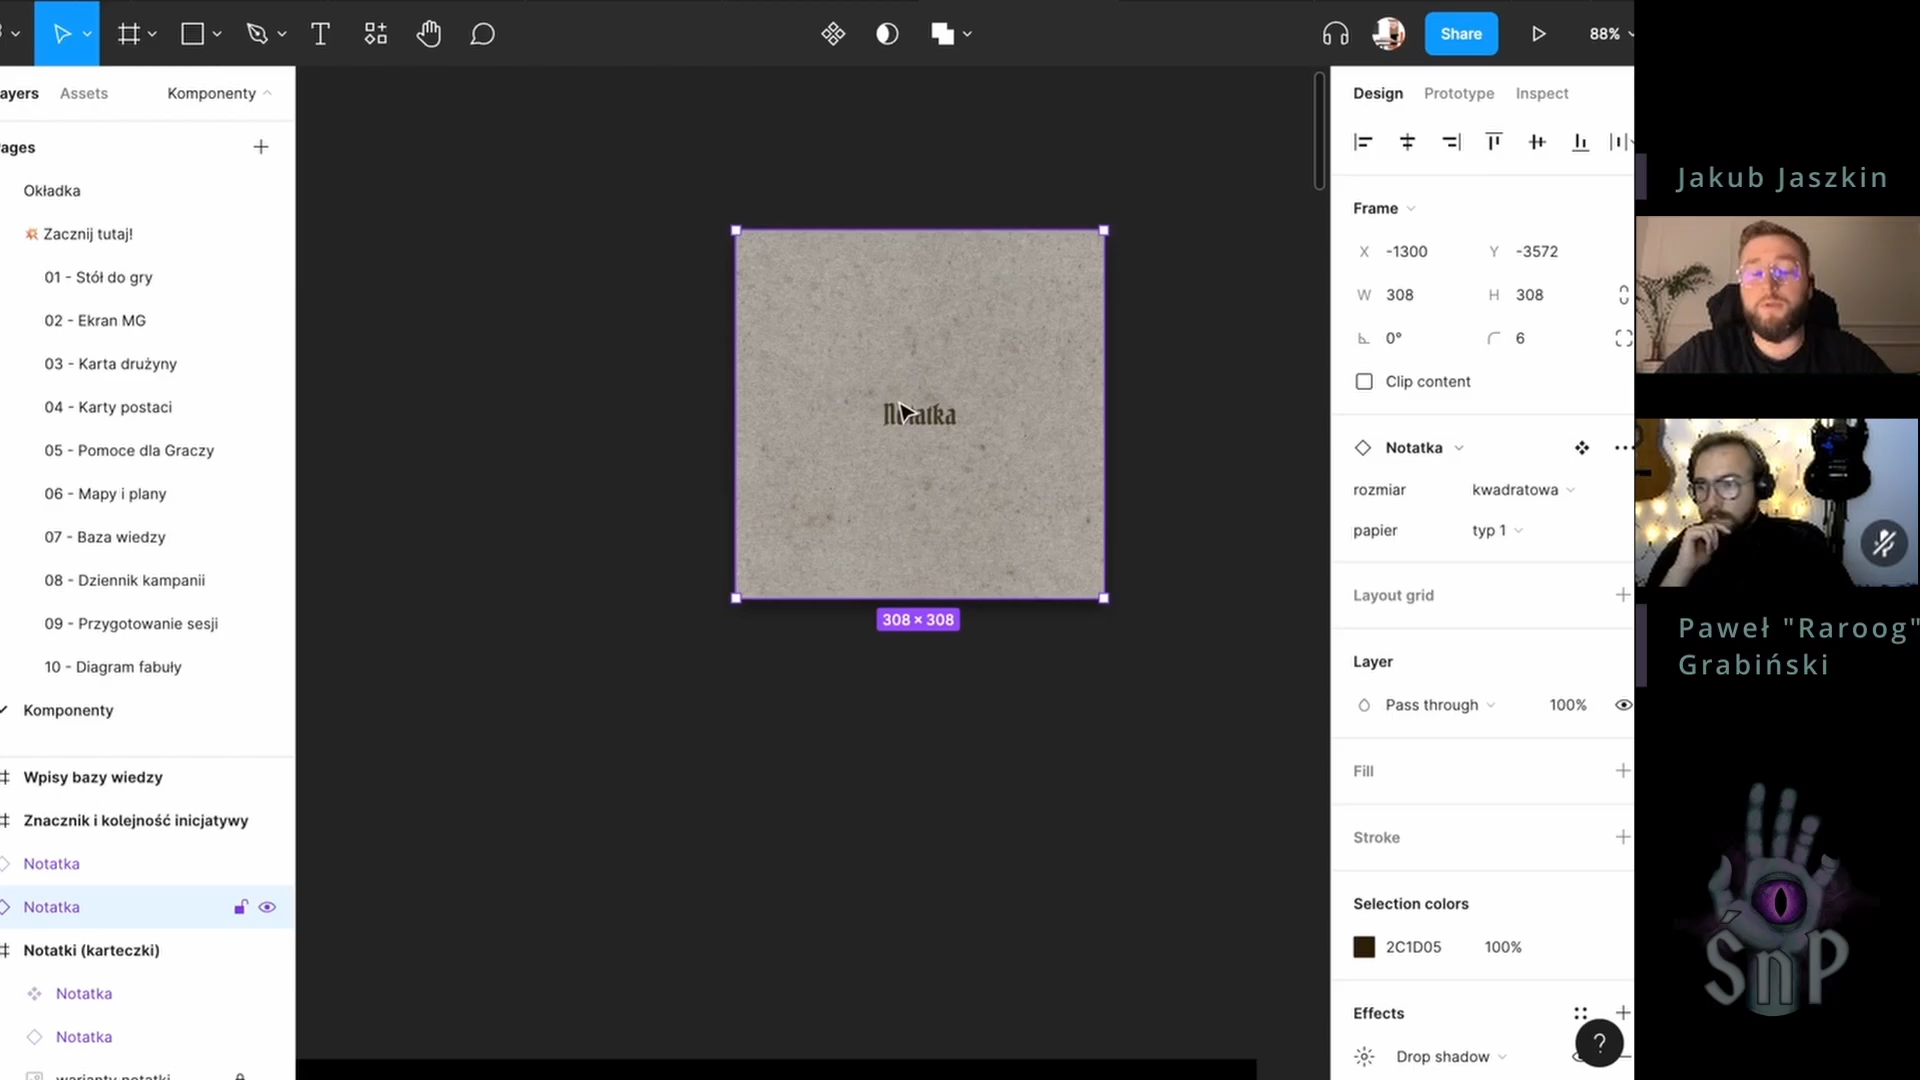 Share
88%
ayers
Assets
Komponenty
ages
Okładka
Zacznij tutaj!
01 - Stół do gry
02 - Ekran MG
03 - Karta drużyny
04 - Karty postaci
05 - Pomoce dla Graczy
06 - Mapy i plany
07 - Baza wiedzy
08 - Dziennik kampanii
09 - Przygotowanie sesji
10 - Diagram fabuły
Komponenty
Wpisy bazy wiedzy
Znacznik i kolejność inicjatywy
Notatka
Notatka
Notatki (karteczki)
Notatka
Notatka
warianty notatki
Notatka
308 × 308
Design
Prototype
Inspect
Frame
X -1300
Y -3572
W 308
H 308
0°
6
Clip content
Notatka
rozmiar
kwadratowa
papier
typ 1
Layout grid
Layer
Pass through
100%
Fill
Stroke
Selection colors
2C1D05
100%
Effects
Drop shadow
?
Jakub Jaszkin
Paweł "Raroog"
Grabiński
ŚnP